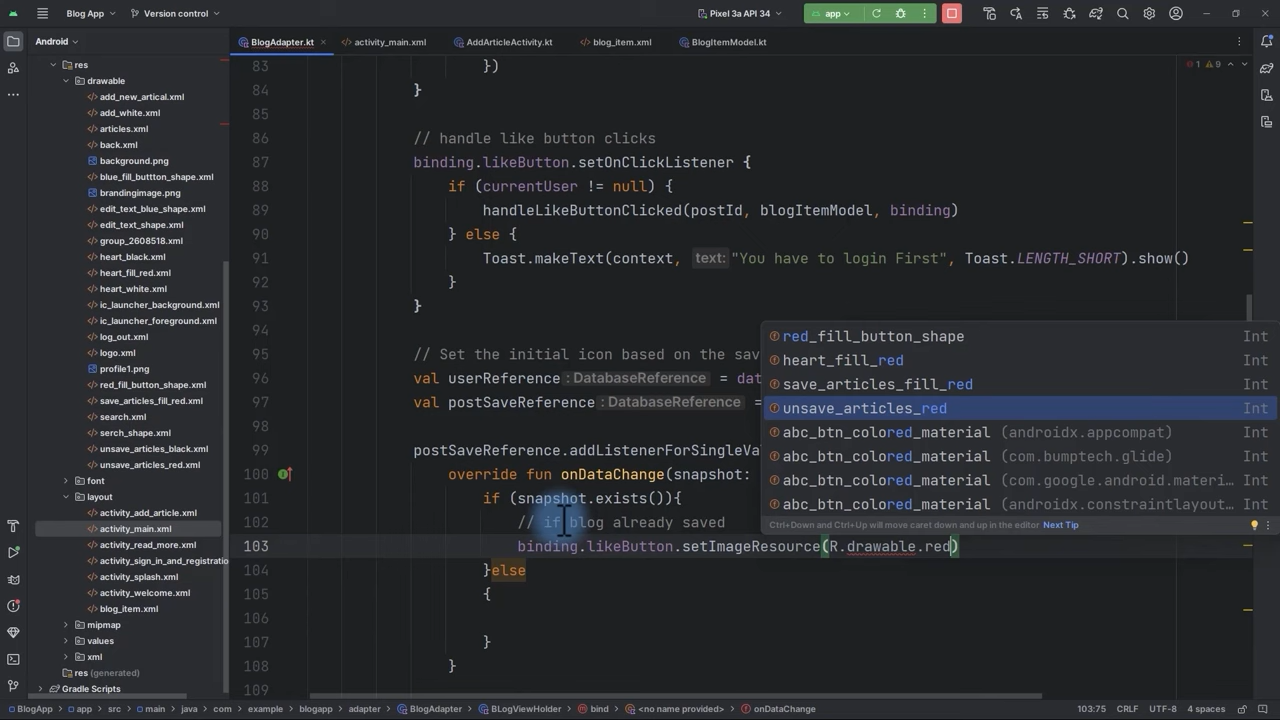 Blog App
Version control
Pixel 3a API 34
app
Android
BlogAdapter.kt
activity_main.xml
AddArticleActivity.kt
blog_item.xml
BlogItemModel.kt
res
drawable
add_new_artical.xml
add_white.xml
articles.xml
back.xml
background.png
blue_fill_buttton_shape.xml
brandingimage.png
edit_text_blue_shape.xml
edit_text_shape.xml
group_2608518.xml
heart_black.xml
heart_fill_red.xml
heart_white.xml
ic_launcher_background.xml
ic_launcher_foreground.xml
log_out.xml
logo.xml
profile1.png
red_fill_button_shape.xml
save_articles_fill_red.xml
search.xml
serch_shape.xml
unsave_articles_black.xml
unsave_articles_red.xml
font
layout
activity_add_article.xml
activity_main.xml
activity_read_more.xml
activity_sign_in_and_registratio
activity_splash.xml
activity_welcome.xml
blog_item.xml
mipmap
values
xml
res (generated)
Gradle Scripts
1 9
83 })
84 }
85
86 // handle like button clicks
87 binding.likeButton.setOnClickListener {
88 if (currentUser != null) {
89 handleLikeButtonClicked(postId, blogItemModel, binding)
90 } else {
91 Toast.makeText(context, text: "You have to login First", Toast.LENGTH_SHORT).show()
92 }
93 }
94
95 // Set the initial icon based on the sav
96 val userReference : DatabaseReference = dat
97 val postSaveReference : DatabaseReference =
98
99 postSaveReference.addListenerForSingleVal
100 override fun onDataChange(snapshot:
101 if (snapshot.exists()){
102 // if blog already saved
103 binding.likeButton.setImageResource(R.drawable.red)
104 }else
105 {
106
107 }
108 }
109
red_fill_button_shape Int
heart_fill_red Int
save_articles_fill_red Int
unsave_articles_red Int
abc_btn_colored_material (androidx.appcompat) Int
abc_btn_colored_material (com.bumptech.glide) Int
abc_btn_colored_material (com.google.android.materi... Int
abc_btn_colored_material (androidx.constraintlayout... Int
Ctrl+Down and Ctrl+Up will move caret down and up in the editor Next Tip
BlogApp > app > src > main > java > com > example > blogapp > adapter > BlogAdapter > BLogViewHolder > bind > <no name provided> > onDataChange
103:75 CRLF UTF-8 4 spaces